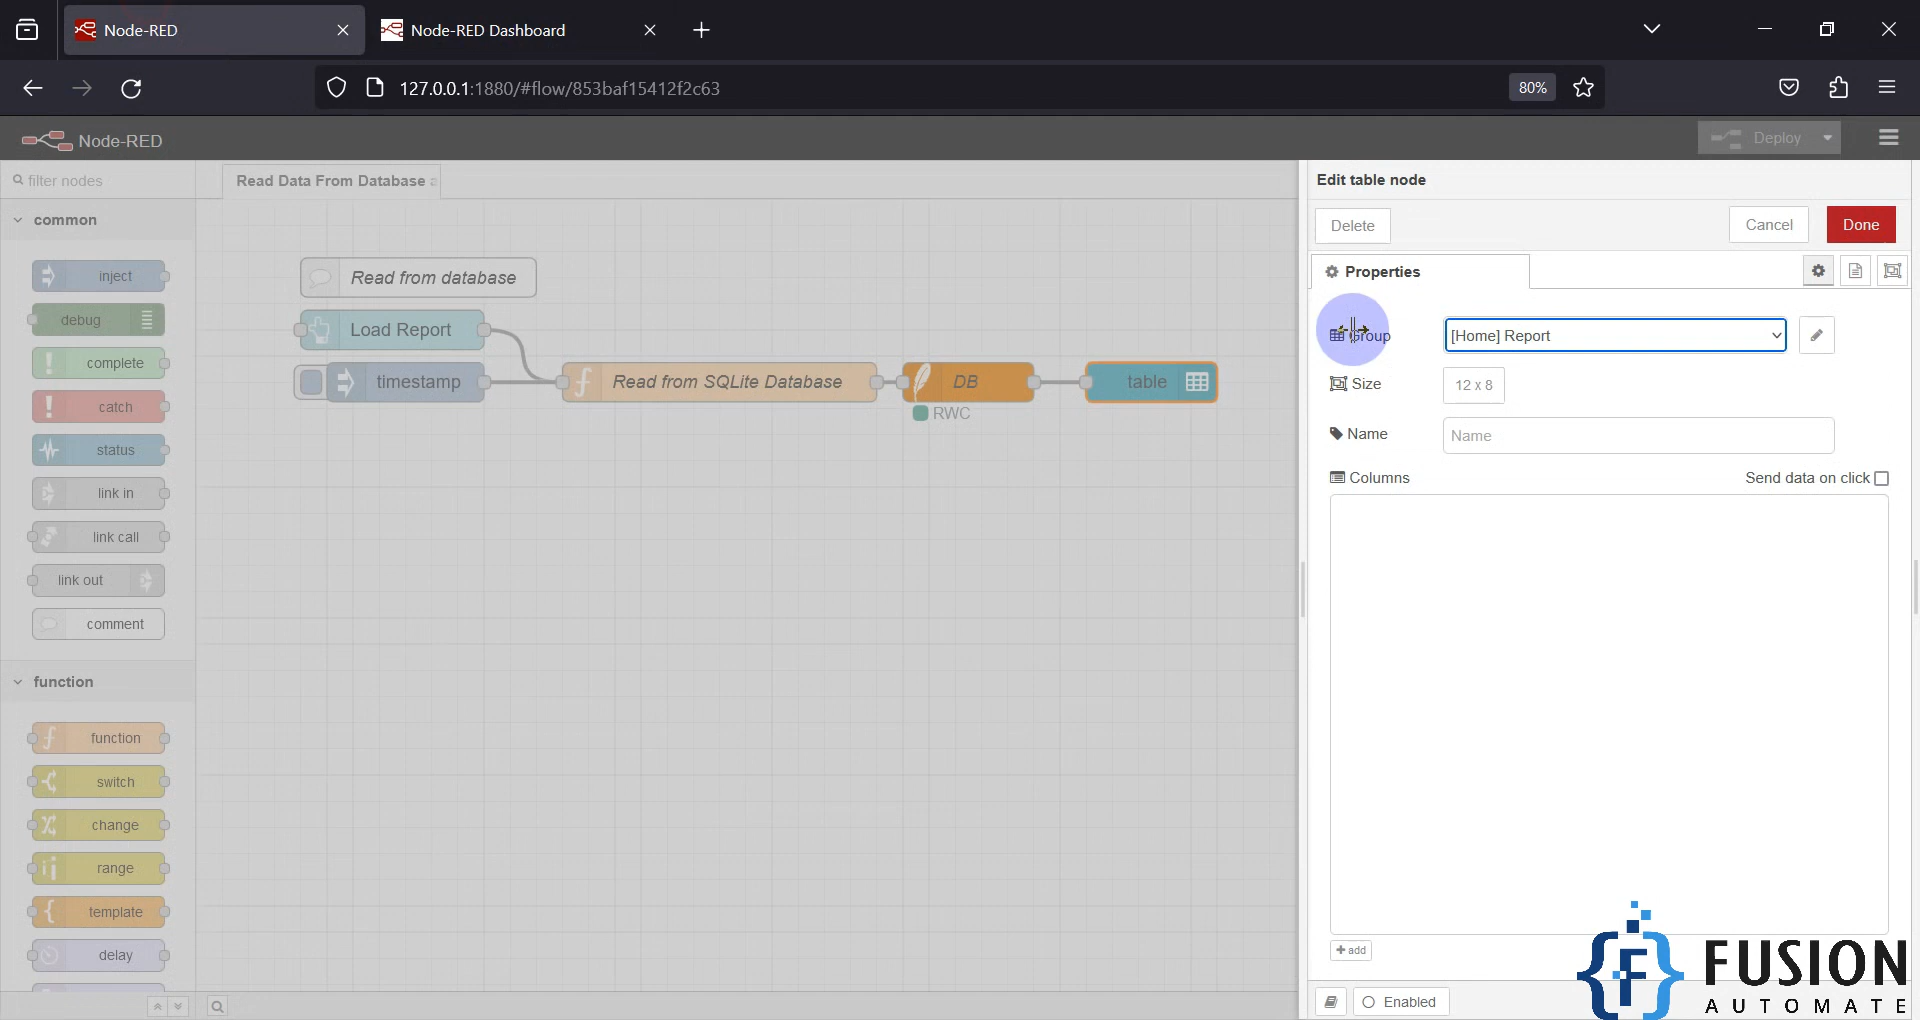 Node-RED
Node-RED Dashboard
127.0.0.1:1880/#flow/853baf15412f2c63
80%
Node-RED
Deploy
filter nodes
Read Data From Database
common
inject
debug
complete
catch
status
link in
link call
link out
comment
function
function
switch
change
range
template
delay
Read from database
Load Report
timestamp
Read from SQLite Database
DB
RWC
table
Edit table node
Delete
Cancel
Done
Properties
Group
[Home] Report
Size
12 x 8
Name
Name
Columns
Send data on click
+ add
Enabled
FUSION
AUTOMATE